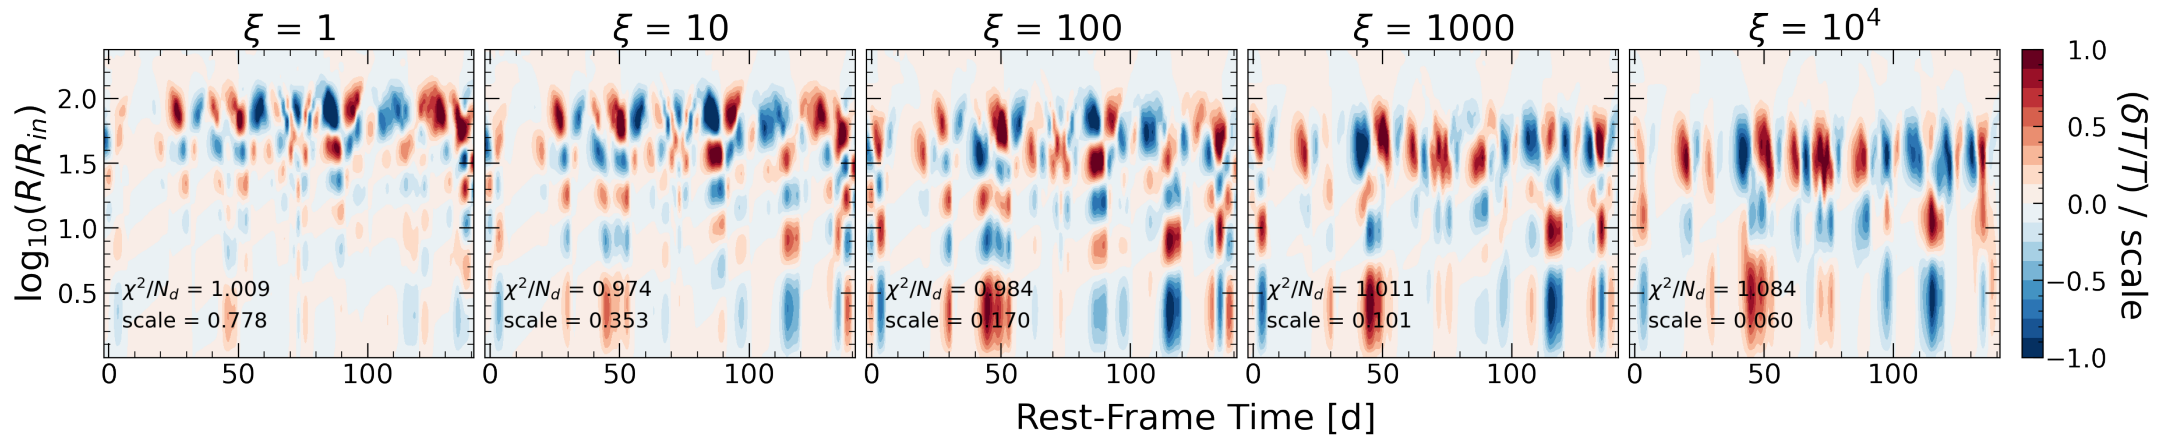 ξ = 1
ξ = 10
ξ = 100
ξ = 1000
ξ = 10⁴
log₁₀(R/Rᵢₙ)
2.0
1.5
1.0
0.5
χ²/N_d = 1.009
scale = 0.778
χ²/N_d = 0.974
scale = 0.353
χ²/N_d = 0.984
scale = 0.170
χ²/N_d = 1.011
scale = 0.101
χ²/N_d = 1.084
scale = 0.060
0 50 100
0 50 100
0 50 100
0 50 100
0 50 100
Rest-Frame Time [d]
1.0
0.5
0.0
−0.5
−1.0
(δT/T) / scale